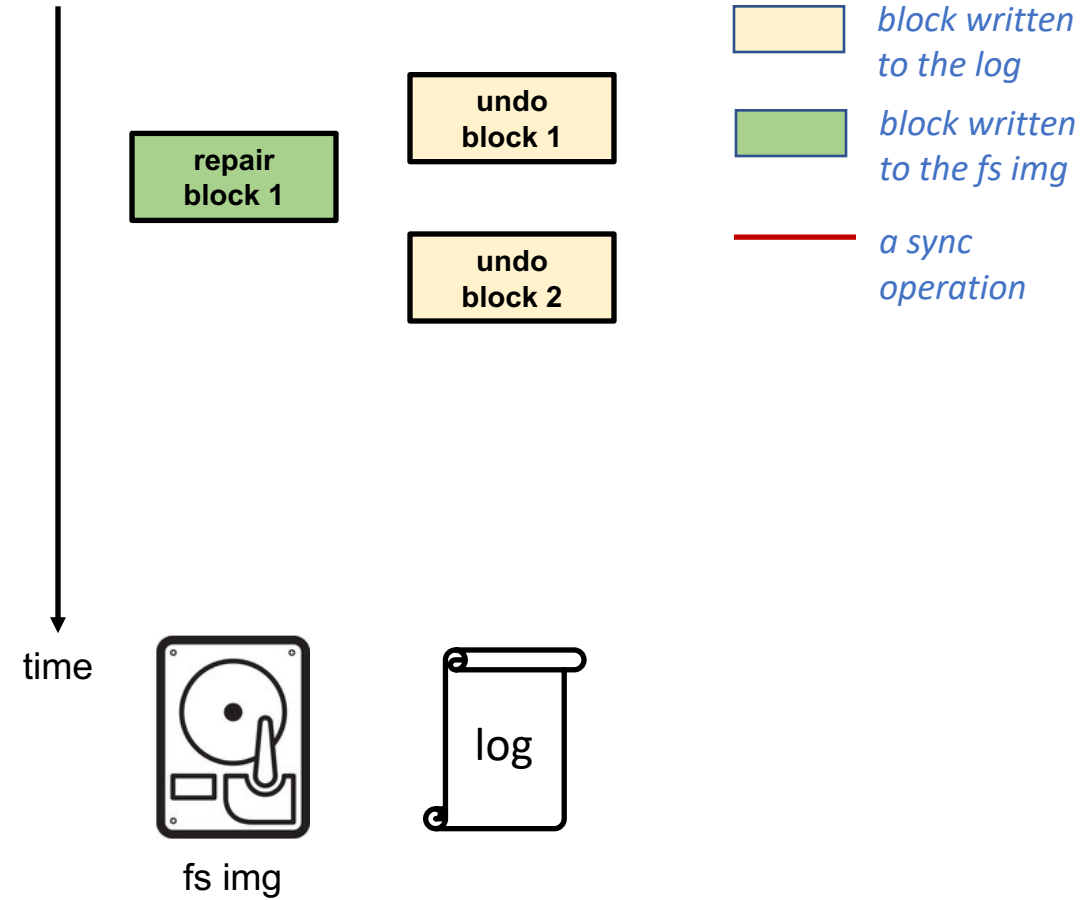 undo
block 1
repair
block 1
undo
block 2
block written
to the log
block written
to the fs img
a sync
operation
time
log
fs img